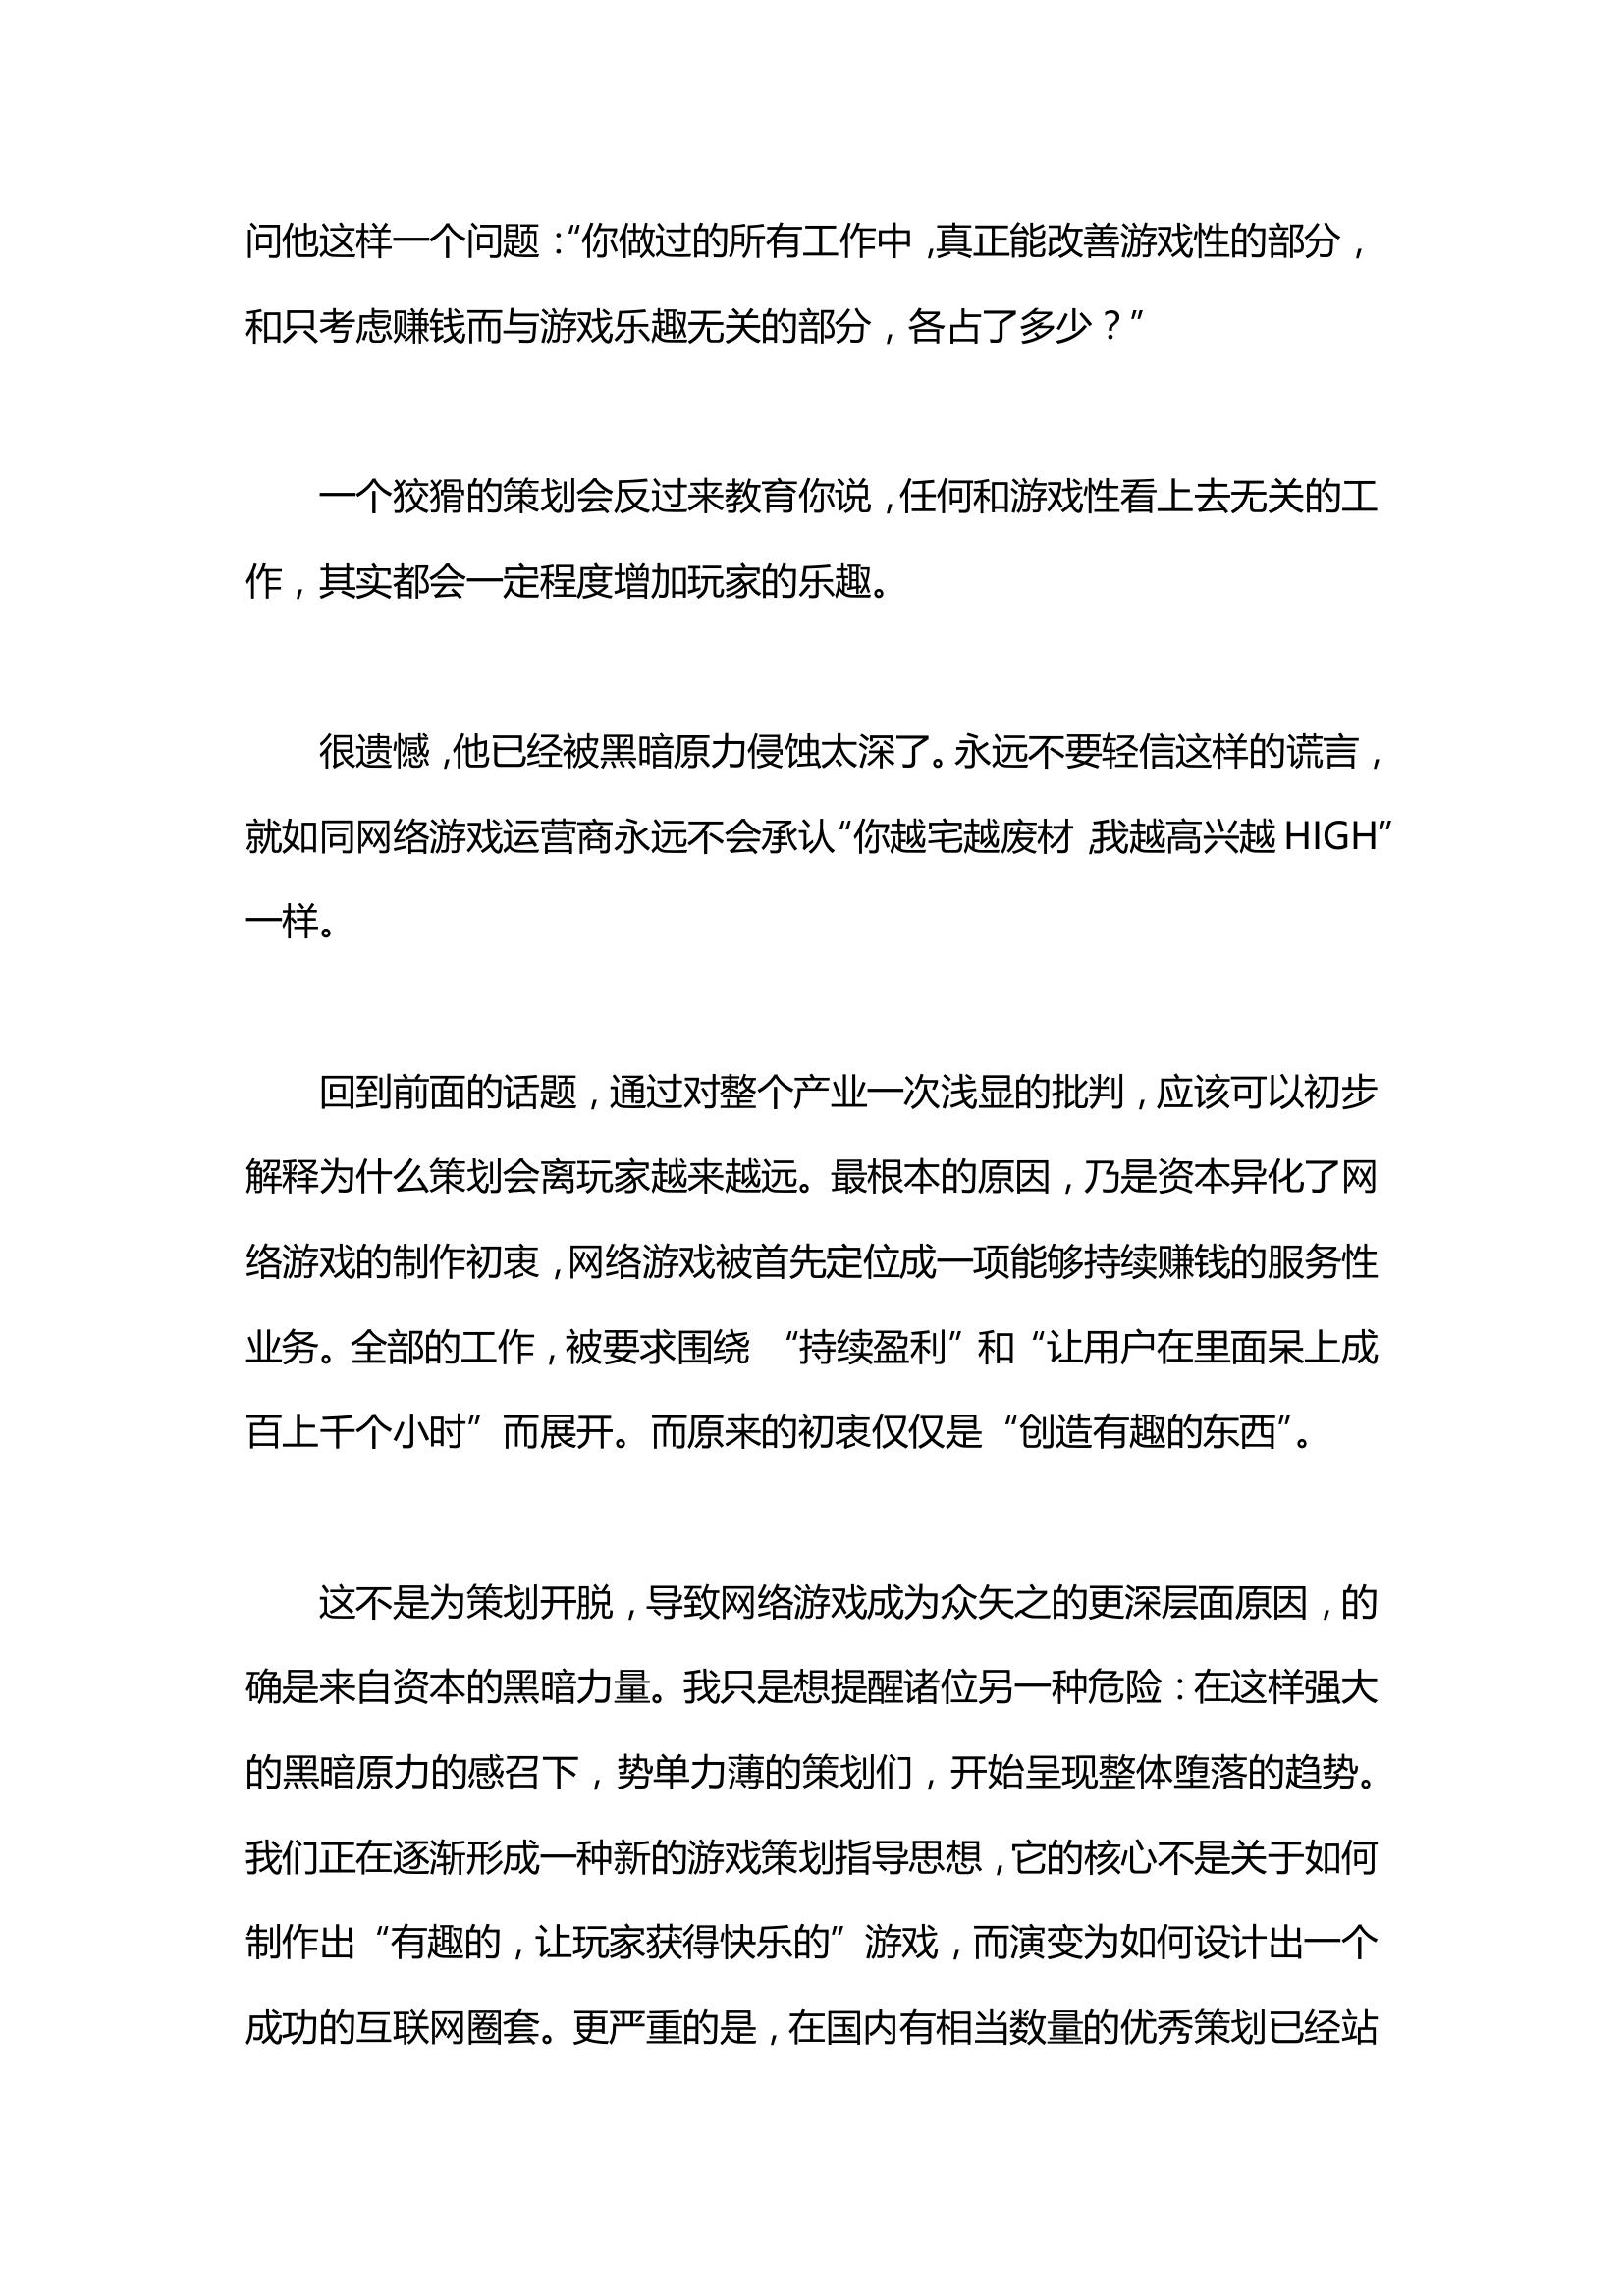 问他这样一个问题：“你做过的所有工作中，真正能改善游戏性的部分，
和只考虑赚钱而与游戏乐趣无关的部分，各占了多少？”
一个狡猾的策划会反过来教育你说，任何和游戏性看上去无关的工
作，其实都会一定程度增加玩家的乐趣。
很遗憾，他已经被黑暗原力侵蚀太深了。永远不要轻信这样的谎言，
就如同网络游戏运营商永远不会承认“你越宅越废材，我越高兴越 HIGH”
一样。
回到前面的话题，通过对整个产业一次浅显的批判，应该可以初步
解释为什么策划会离玩家越来越远。最根本的原因，乃是资本异化了网
络游戏的制作初衷，网络游戏被首先定位成一项能够持续赚钱的服务性
业务。全部的工作，被要求围绕 “持续盈利”和“让用户在里面呆上成
百上千个小时”而展开。而原来的初衷仅仅是“创造有趣的东西”。
这不是为策划开脱，导致网络游戏成为众矢之的更深层面原因，的
确是来自资本的黑暗力量。我只是想提醒诸位另一种危险：在这样强大
的黑暗原力的感召下，势单力薄的策划们，开始呈现整体堕落的趋势。
我们正在逐渐形成一种新的游戏策划指导思想，它的核心不是关于如何
制作出“有趣的，让玩家获得快乐的”游戏，而演变为如何设计出一个
成功的互联网圈套。更严重的是，在国内有相当数量的优秀策划已经站